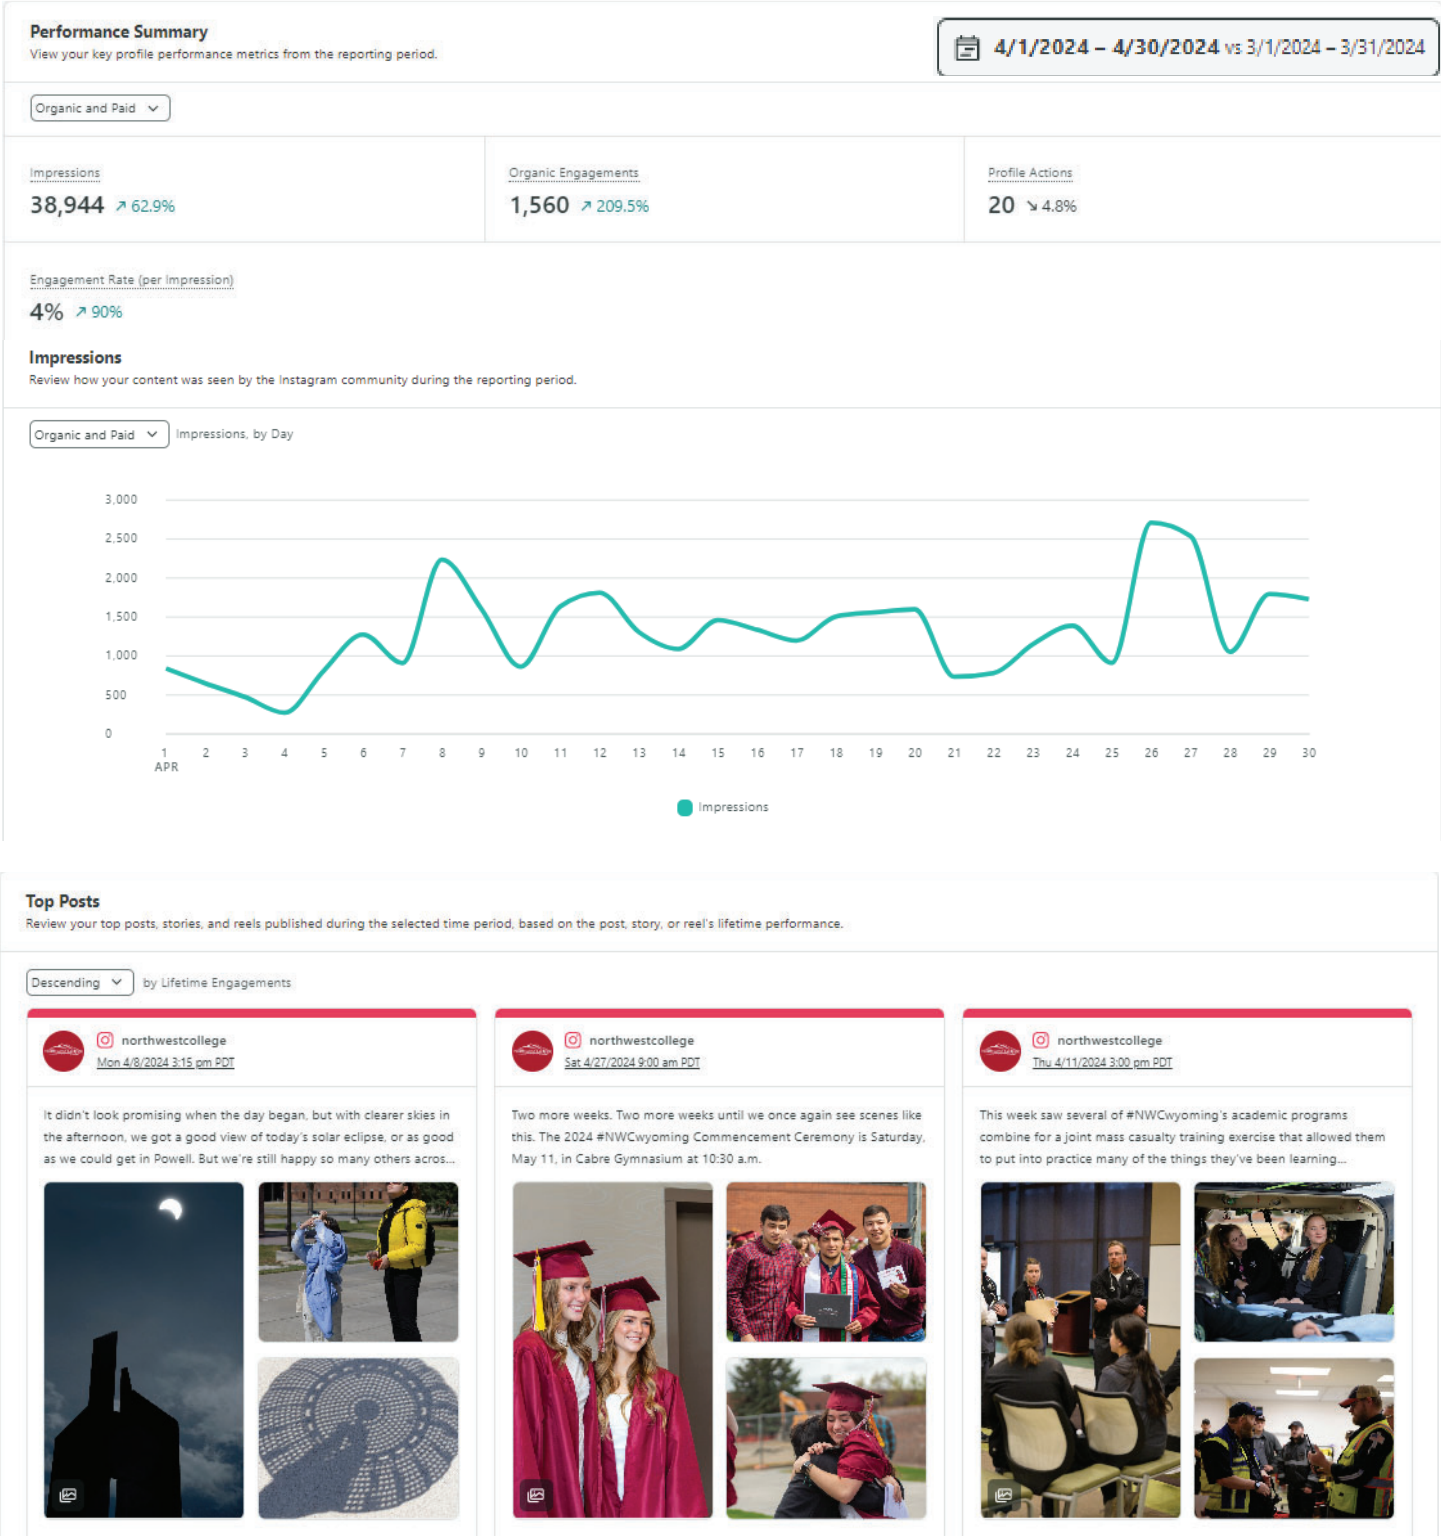 Performance Summary
View your key profile performance metrics from the reporting period.
4/1/2024 – 4/30/2024 vs 3/1/2024 – 3/31/2024
Organic and Paid
Impressions
38,944 ↗ 62.9%
Organic Engagements
1,560 ↗ 209.5%
Profile Actions
20 ↘ 4.8%
Engagement Rate (per Impression)
4% ↗ 90%
Impressions
Review how your content was seen by the Instagram community during the reporting period.
Organic and Paid Impressions, by Day
3,000
2,500
2,000
1,500
1,000
500
0
1 2 3 4 5 6 7 8 9 10 11 12 13 14 15 16 17 18 19 20 21 22 23 24 25 26 27 28 29 30
APR
Impressions
Top Posts
Review your top posts, stories, and reels published during the selected time period, based on the post, story, or reel's lifetime performance.
Descending by Lifetime Engagements
northwestcollege
Mon 4/8/2024 3:15 pm PDT
It didn't look promising when the day began, but with clearer skies in
the afternoon, we got a good view of today's solar eclipse, or as good
as we could get in Powell. But we're still happy so many others acros...
northwestcollege
Sat 4/27/2024 9:00 am PDT
Two more weeks. Two more weeks until we once again see scenes like
this. The 2024 #NWCwyoming Commencement Ceremony is Saturday,
May 11, in Cabre Gymnasium at 10:30 a.m.
northwestcollege
Thu 4/11/2024 3:00 pm PDT
This week saw several of #NWCwyoming's academic programs
combine for a joint mass casualty training exercise that allowed them
to put into practice many of the things they've been learning...